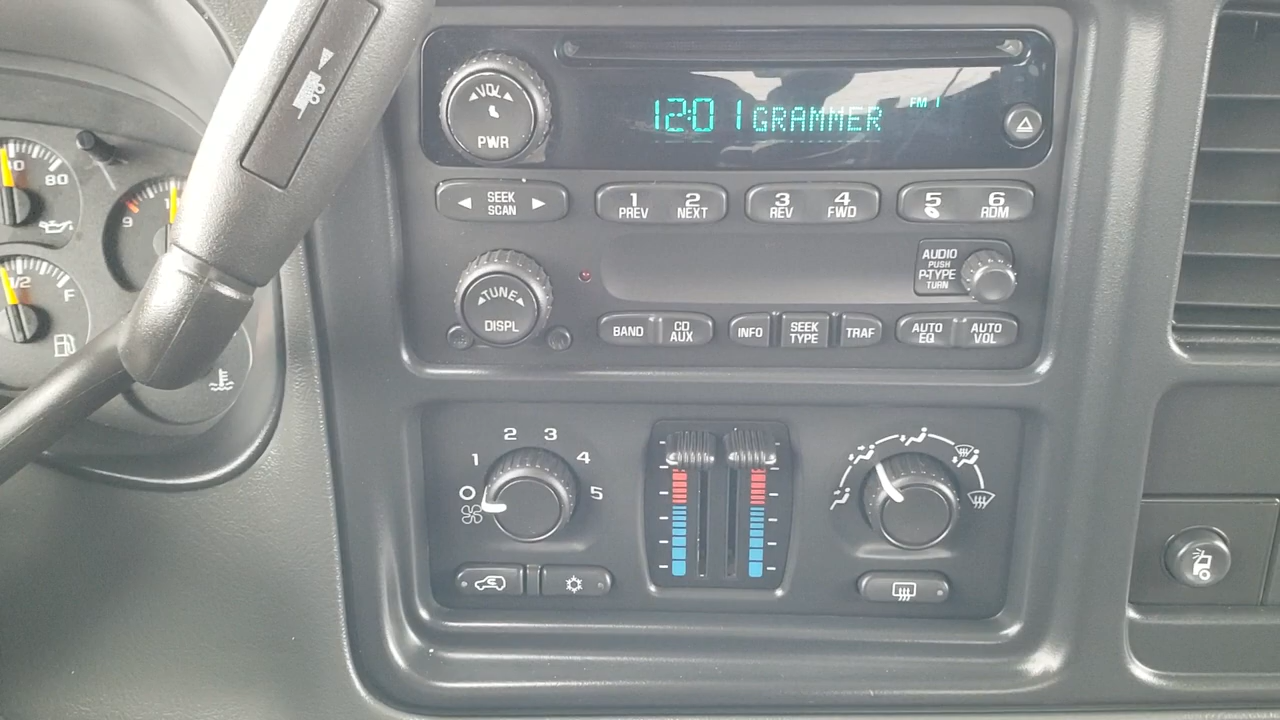 12:01 GRAMMER FM 1
VOL
PWR
SEEK
SCAN
1
PREV
2
NEXT
3
REV
4
FWD
5
6
RDM
AUDIO
PUSH
P-TYPE
TURN
TUNE
DISPL
BAND
CD
AUX
INFO
SEEK
TYPE
TRAF
AUTO
EQ
AUTO
VOL
80
9
1/2
F
0
1
2
3
4
5